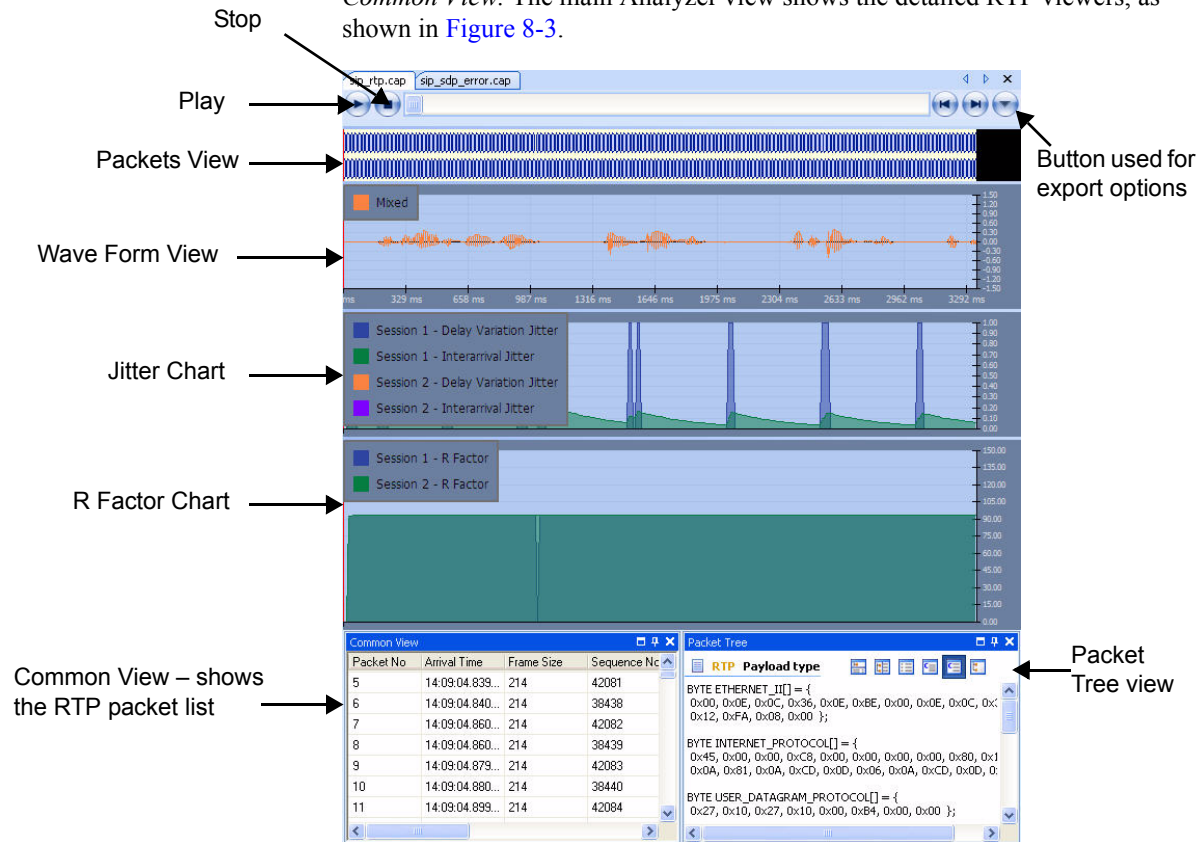 Common View. The main Analyzer view shows the detailed RTP viewers, as
shown in Figure 8-3.
Stop
Play
Packets View
Wave Form View
Jitter Chart
R Factor Chart
Common View – shows
the RTP packet list
Button used for
export options
Packet
Tree view
sip_rtp.cap
sip_sdp_error.cap
Mixed
1.50
1.20
0.90
0.60
0.30
0.00
-0.30
-0.60
-0.90
-1.20
-1.50
ms 329 ms 658 ms 987 ms 1316 ms 1646 ms 1975 ms 2304 ms 2633 ms 2962 ms 3292 ms
Session 1 - Delay Variation Jitter
Session 1 - Interarrival Jitter
Session 2 - Delay Variation Jitter
Session 2 - Interarrival Jitter
1.00
0.90
0.80
0.70
0.60
0.50
0.40
0.30
0.20
0.10
0.00
Session 1 - R Factor
Session 2 - R Factor
150.00
135.00
120.00
105.00
90.00
75.00
60.00
45.00
30.00
15.00
0.00
Common View
Packet No Arrival Time Frame Size Sequence No
5 14:09:04.839... 214 42081
6 14:09:04.840... 214 38438
7 14:09:04.860... 214 42082
8 14:09:04.860... 214 38439
9 14:09:04.879... 214 42083
10 14:09:04.880... 214 38440
11 14:09:04.899... 214 42084
Packet Tree
RTP Payload type
BYTE ETHERNET_II[] = {
0x00, 0x0E, 0x0C, 0x36, 0x0E, 0xBE, 0x00, 0x0E, 0x0C,
0x12, 0xFA, 0x08, 0x00 };
BYTE INTERNET_PROTOCOL[] = {
0x45, 0x00, 0x00, 0xC8, 0x00, 0x00, 0x00, 0x00, 0x80, 0x1
0x0A, 0x81, 0x0A, 0xCD, 0x0D, 0x06, 0x0A, 0xCD, 0x0D,
BYTE USER_DATAGRAM_PROTOCOL[] = {
0x27, 0x10, 0x27, 0x10, 0x00, 0xB4, 0x00, 0x00 };